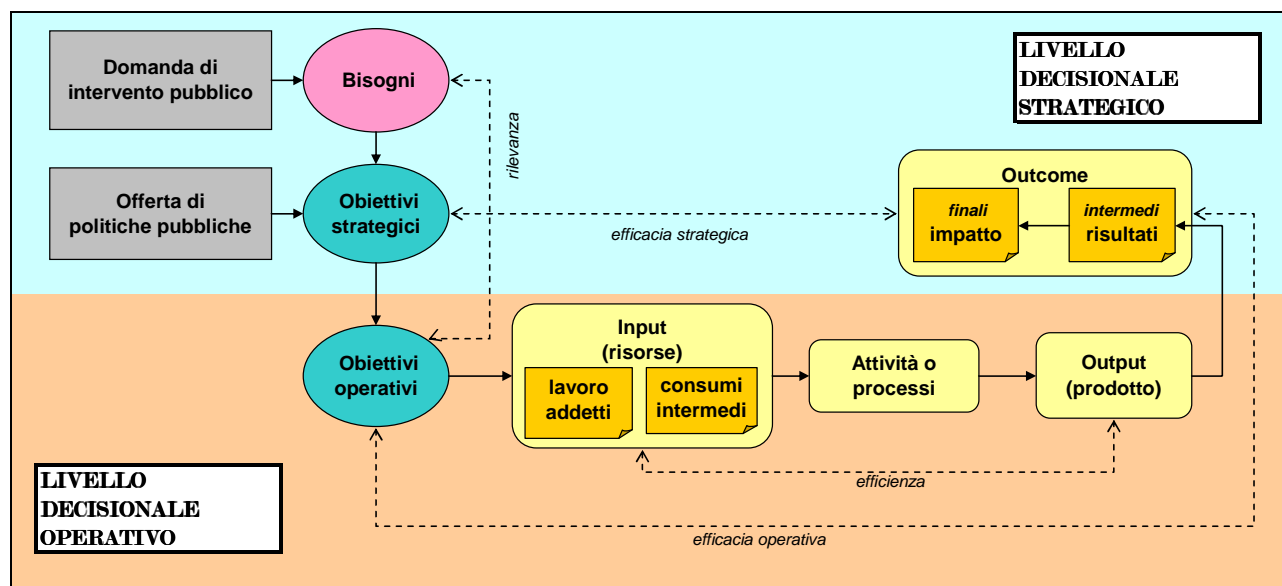 Domanda di
intervento pubblico
Bisogni
LIVELLO
DECISIONALE
STRATEGICO
rilevanza
Offerta di
politiche pubbliche
Obiettivi
strategici
efficacia strategica
Outcome
finali
impatto
intermedi
risultati
Obiettivi
operativi
Input
(risorse)
lavoro
addetti
consumi
intermedi
Attività o
processi
Output
(prodotto)
efficienza
LIVELLO
DECISIONALE
OPERATIVO
efficacia operativa